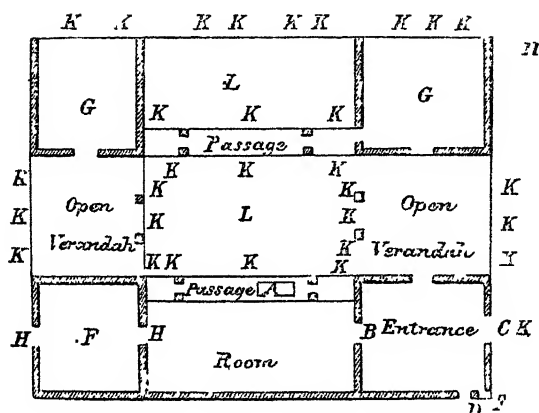 K K K K K K K K K
H
G L G
K K K
Passage
K K K
K K K K
Open L Open
K K K K
Verandah Verandah
K K K K
K K K
Passage A
H F H B Entrance C K
Room
D